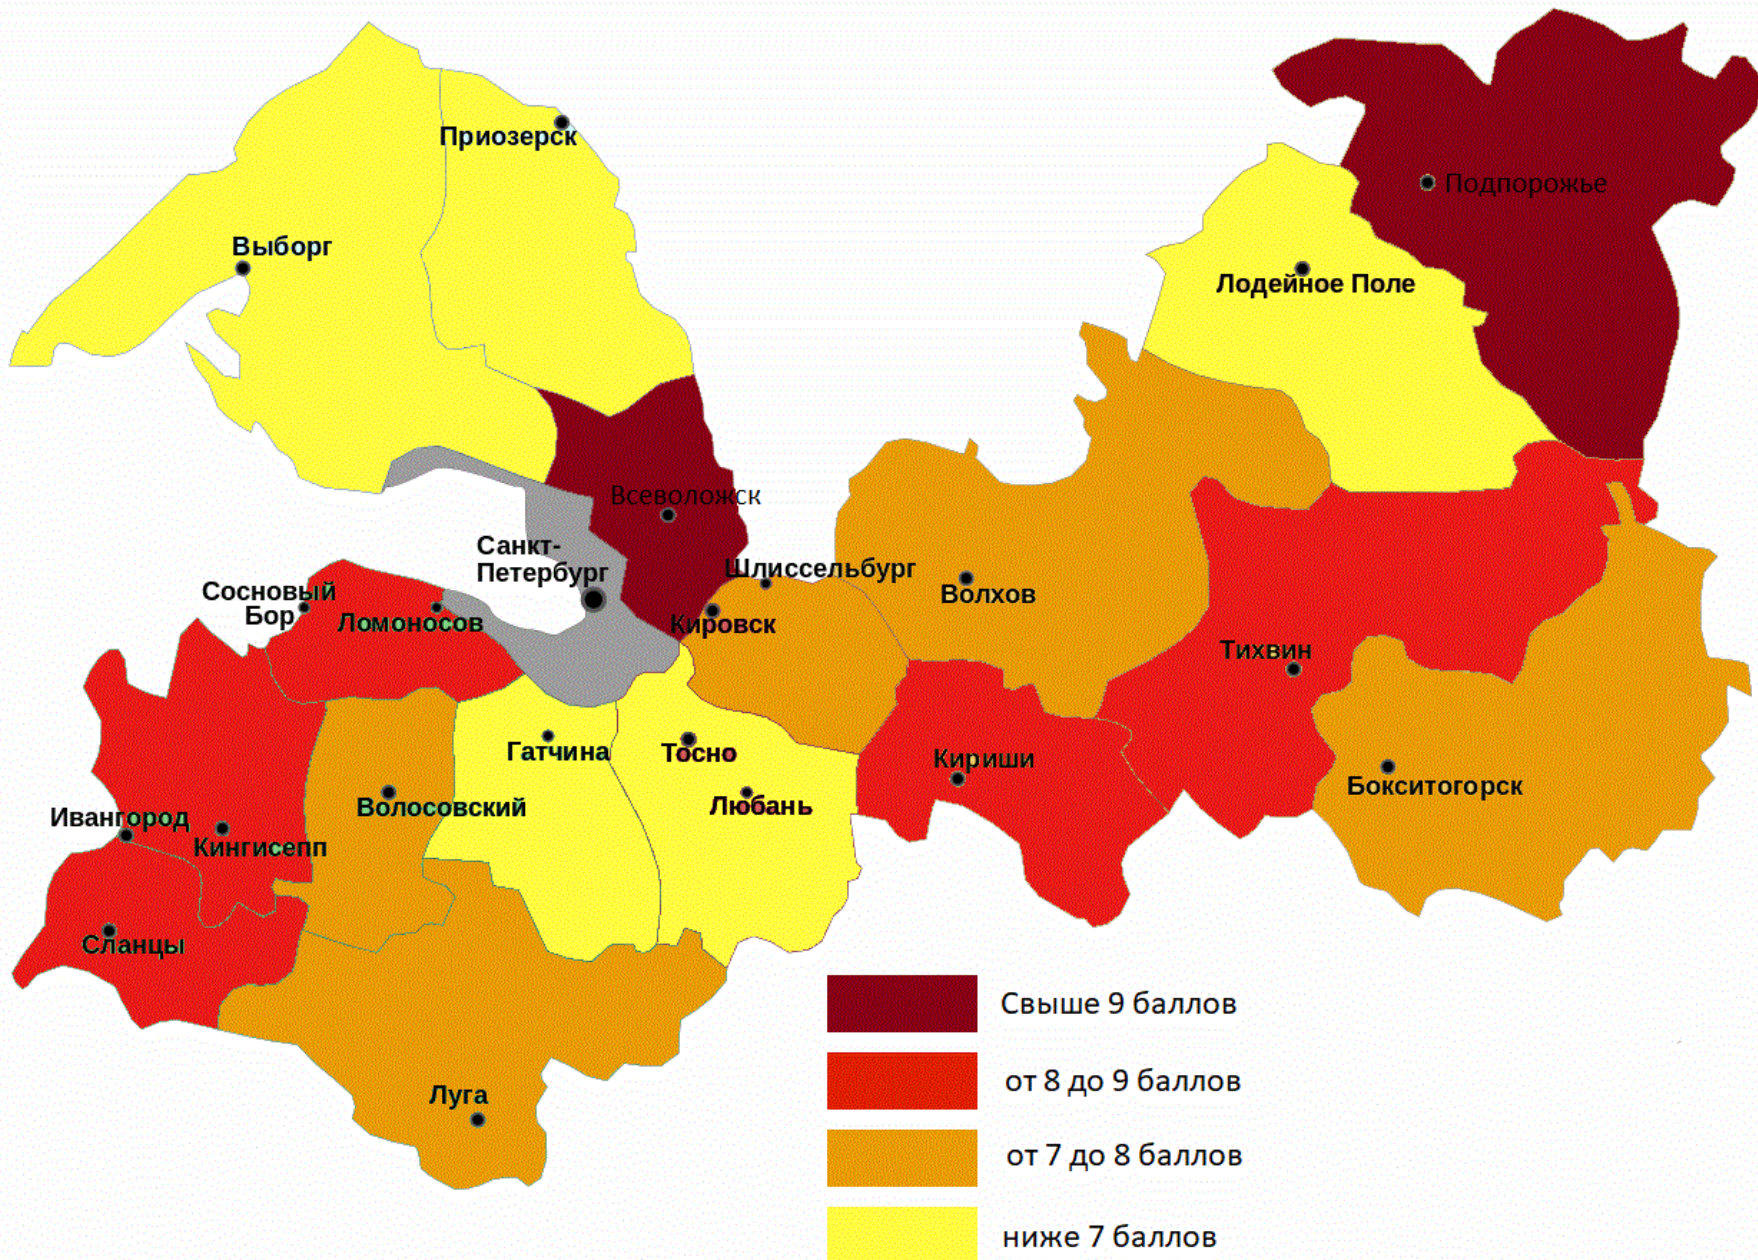 Приозерск
Подпорожье
Выборг
Лодейное Поле
Всеволожск
Санкт-
Петербург
Шлиссельбург
Сосновый
Бор
Ломоносов
Кировск
Волхов
Тихвин
Гатчина
Тосно
Кириши
Бокситогорск
Волосовский
Любань
Ивангород
Кингисепп
Сланцы
Луга
Свыше 9 баллов
от 8 до 9 баллов
от 7 до 8 баллов
ниже 7 баллов